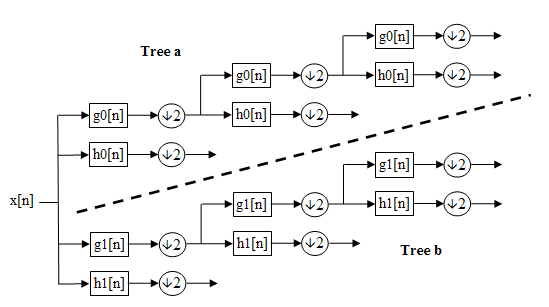 g0[n] ↓2
Tree a
g0[n] ↓2 h0[n] ↓2
g0[n] ↓2 h0[n] ↓2
h0[n] ↓2
g1[n] ↓2
x[n] g1[n] ↓2 h1[n] ↓2
g1[n] ↓2 h1[n] ↓2 Tree b
h1[n] ↓2